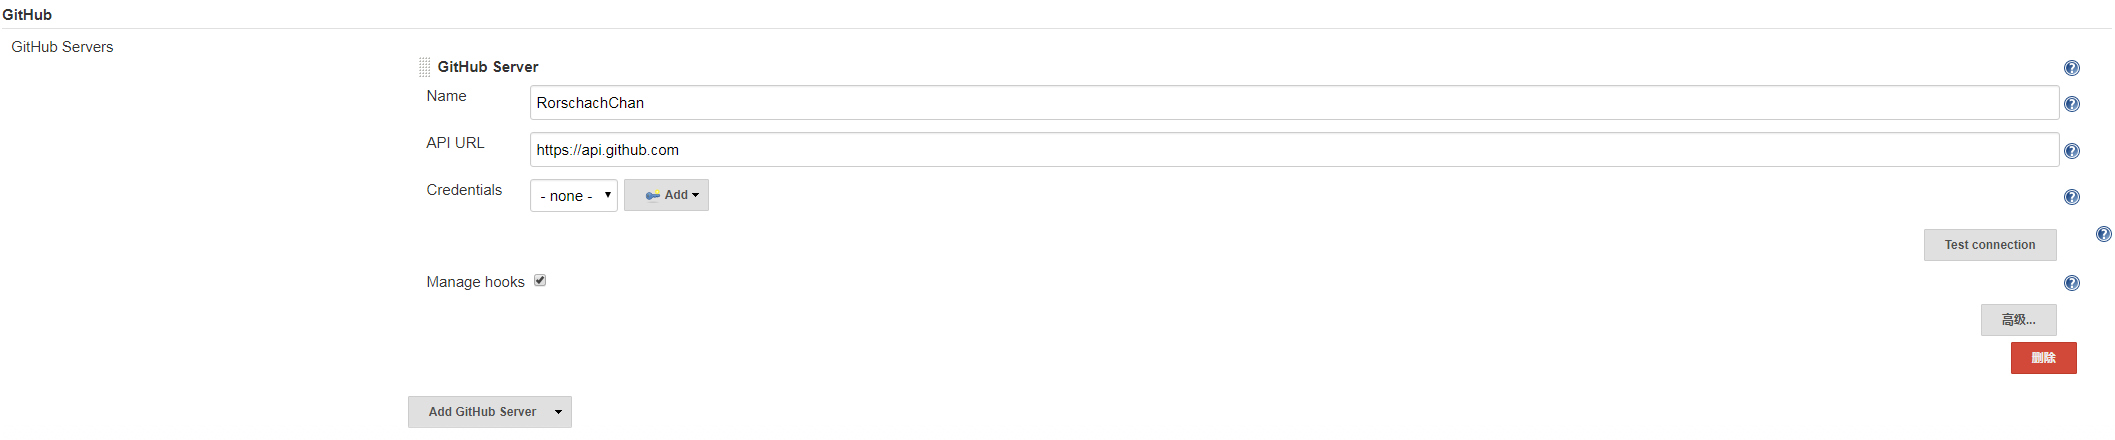 GitHub
GitHub Servers
GitHub Server
Name
RorschachChan
API URL
https://api.github.com
Credentials
- none -
Add
Test connection
Manage hooks
高级...
删除
Add GitHub Server